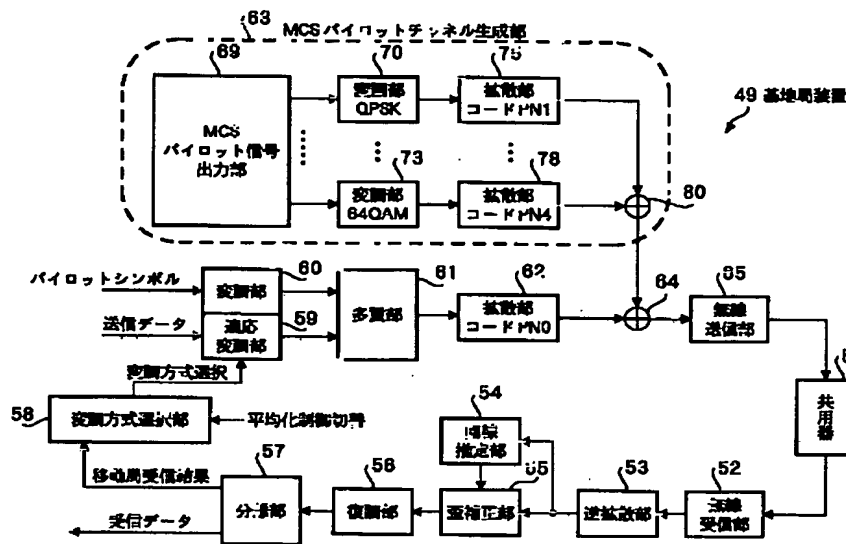 63
MCSパイロットチャンネル生成部
69
MCS
パイロット信号
出力部
70
変調部
QPSK
75
拡散部
コードPN1
49 基地局装置
73
変調部
64QAM
78
拡散部
コードPN4
80
パイロットシンボル
60
変調部
送信データ
59
適応
変調部
変調方式選択
61
多重部
62
拡散部
コードPN0
64
65
無線
送信部
共用器
58
変調方式選択部
平均化制御切替
移動局受信結果
57
分離部
受信データ
56
復調部
54
回線
推定部
55
歪補正部
53
逆拡散部
52
無線
受信部